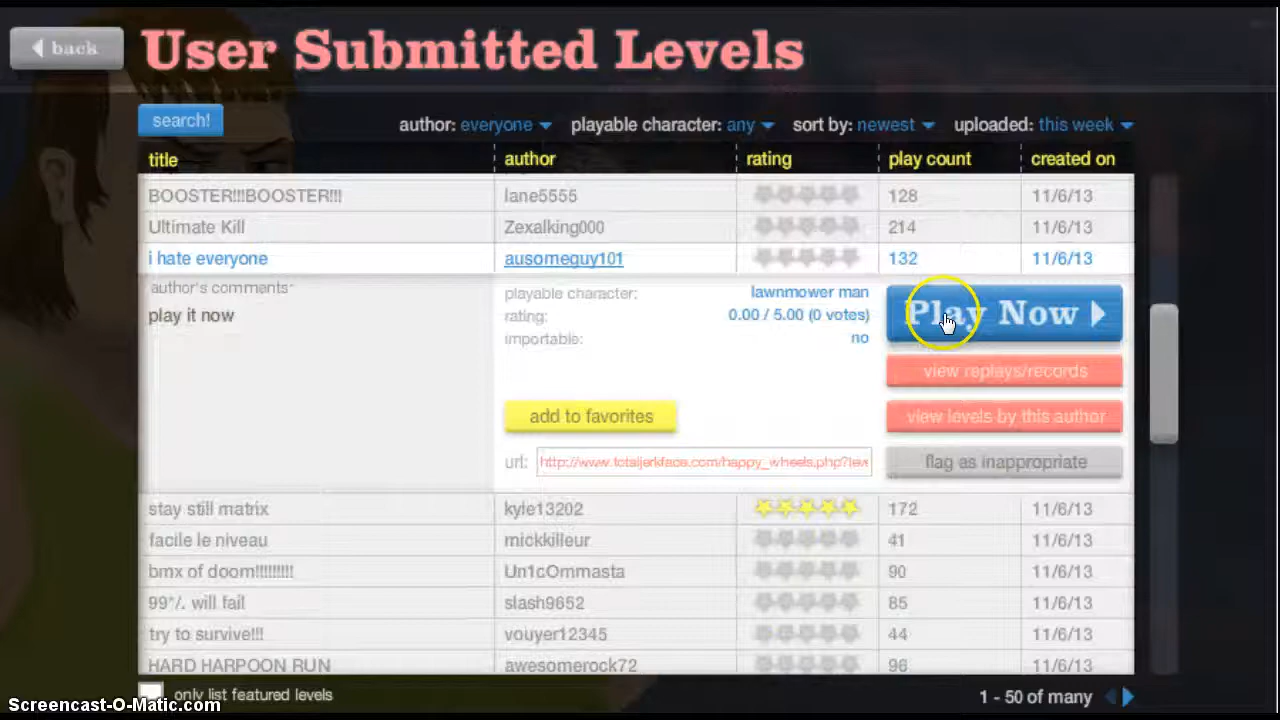 back User Submitted Levels
search! author: everyone playable character: any sort by: newest uploaded: this week
title author rating play count created on
BOOSTER!!!BOOSTER!!! lane5555 128 11/6/13
Ultimate Kill Zexalking000 214 11/6/13
i hate everyone ausomeguy101 132 11/6/13
author's comments: playable character: lawnmower man Play Now
play it now rating: 0.00 / 5.00 (0 votes)
importable: no
view replays/records
add to favorites view levels by this author
url: http://www.totaljerkface.com/happy_wheels.php?leve flag as inappropriate
stay still matrix kyle13202 172 11/6/13
facile le niveau mickkilleur 41 11/6/13
bmx of doom!!!!!!!!! Un1cOmmasta 90 11/6/13
99*/. will fail slash9652 85 11/6/13
try to survive!!! vouyer12345 44 11/6/13
HARD HARPOON RUN awesomerock72 96 11/6/13
only list featured levels 1 - 50 of many
Screencast-O-Matic.com